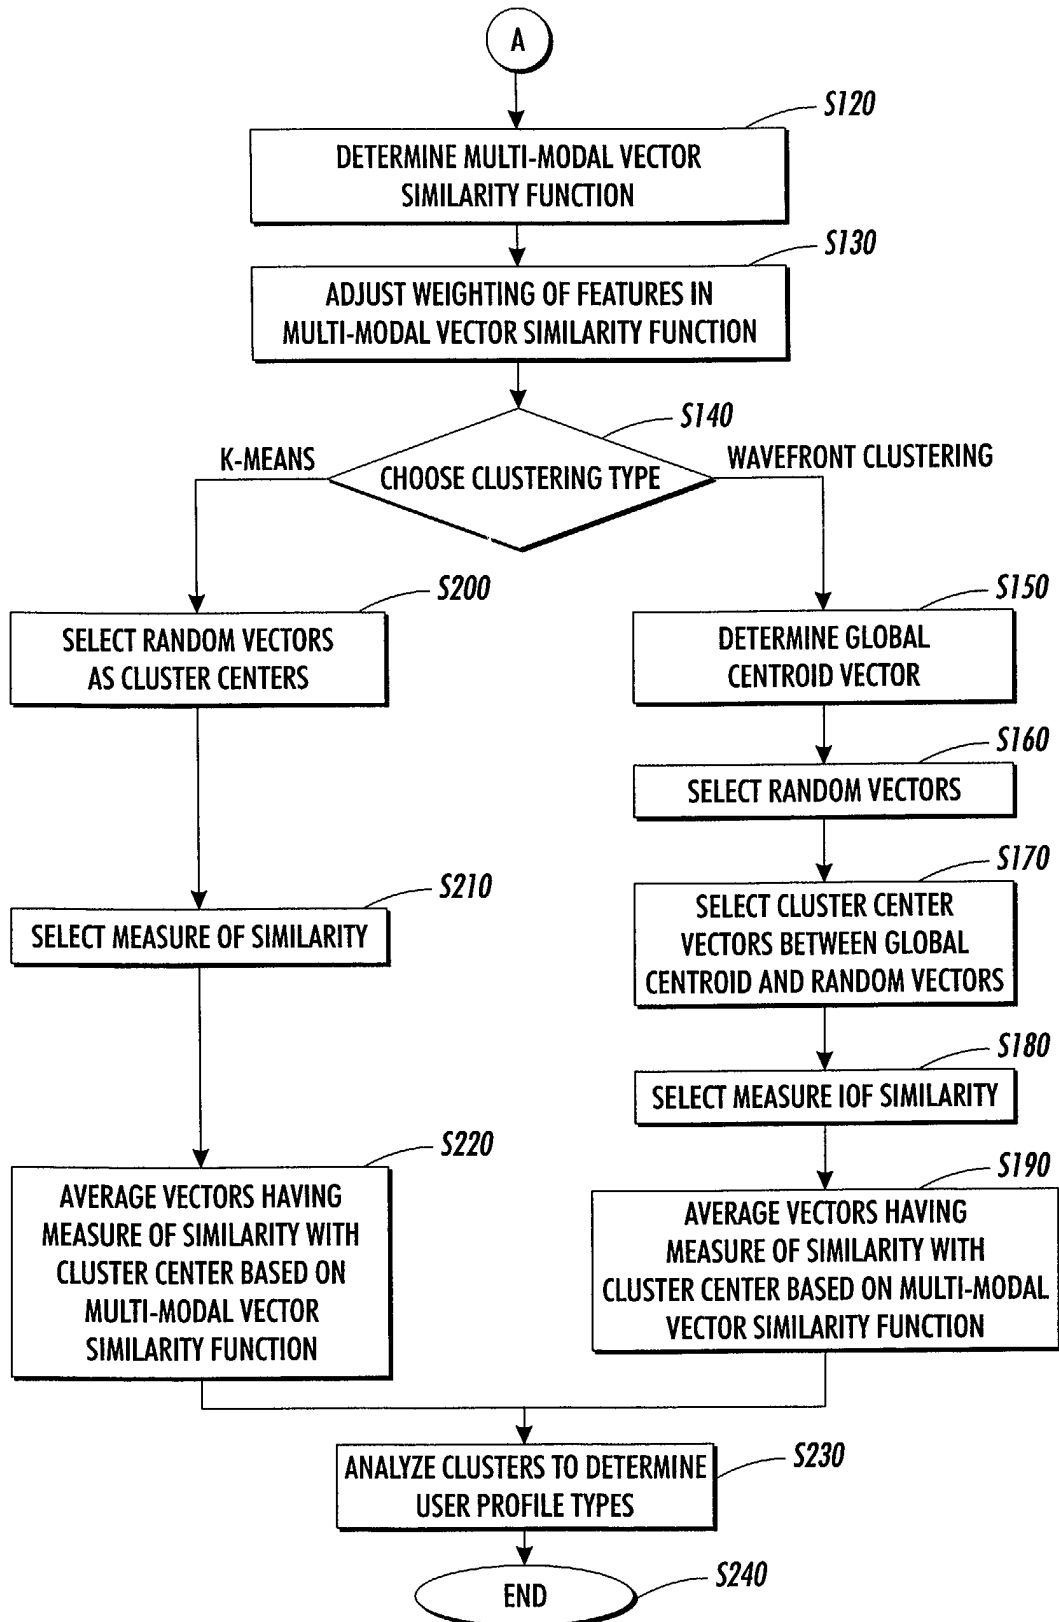 A
S120
DETERMINE MULTI-MODAL VECTOR
SIMILARITY FUNCTION
S130
ADJUST WEIGHTING OF FEATURES IN
MULTI-MODAL VECTOR SIMILARITY FUNCTION
S140
K-MEANS
CHOOSE CLUSTERING TYPE
WAVEFRONT CLUSTERING
S200
SELECT RANDOM VECTORS
AS CLUSTER CENTERS
S210
SELECT MEASURE OF SIMILARITY
S220
AVERAGE VECTORS HAVING
MEASURE OF SIMILARITY WITH
CLUSTER CENTER BASED ON
MULTI-MODAL VECTOR
SIMILARITY FUNCTION
S150
DETERMINE GLOBAL
CENTROID VECTOR
S160
SELECT RANDOM VECTORS
S170
SELECT CLUSTER CENTER
VECTORS BETWEEN GLOBAL
CENTROID AND RANDOM VECTORS
S180
SELECT MEASURE IOF SIMILARITY
S190
AVERAGE VECTORS HAVING
MEASURE OF SIMILARITY WITH
CLUSTER CENTER BASED ON MULTI-MODAL
VECTOR SIMILARITY FUNCTION
S230
ANALYZE CLUSTERS TO DETERMINE
USER PROFILE TYPES
S240
END